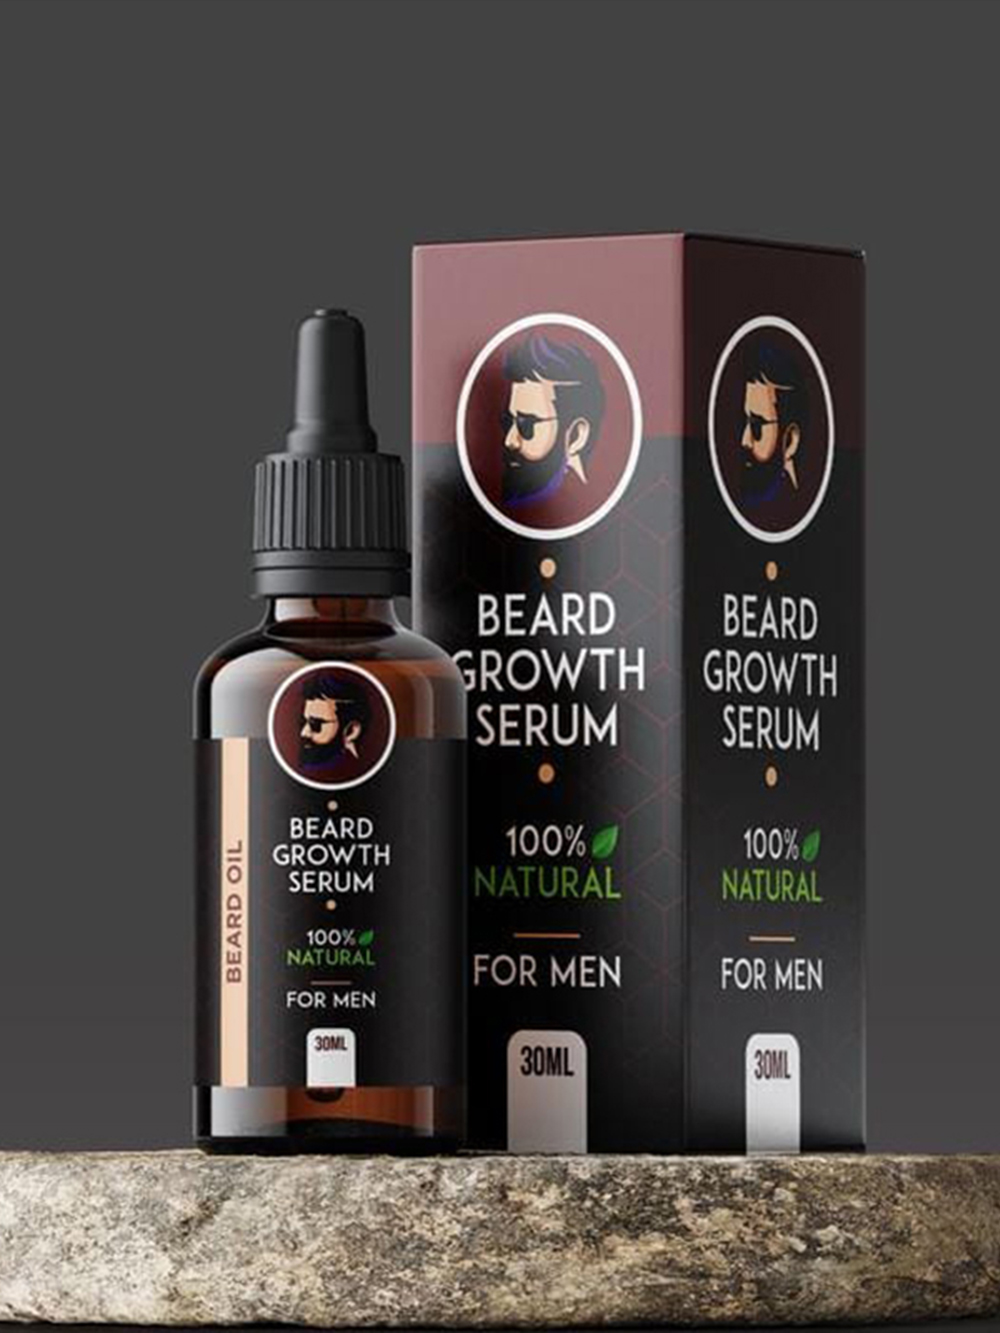 BEARD
GROWTH
SERUM
100%
NATURAL
FOR MEN
30ML
BEARD
GROWTH
SERUM
100%
NATURAL
FOR MEN
30ML
BEARD OIL
BEARD
GROWTH
SERUM
100%
NATURAL
FOR MEN
30ML